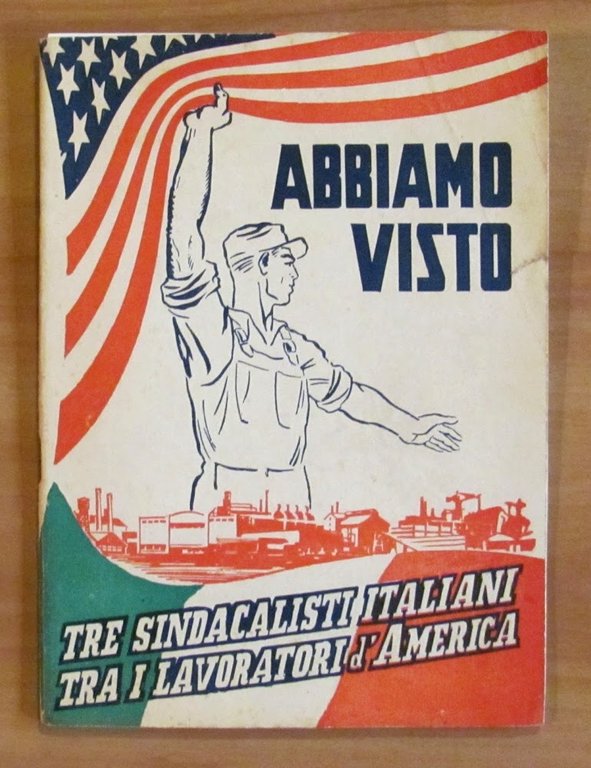 ABBIAMO
VISTO
TRE SINDACALISTI ITALIANI
TRA I LAVORATORI d'AMERICA